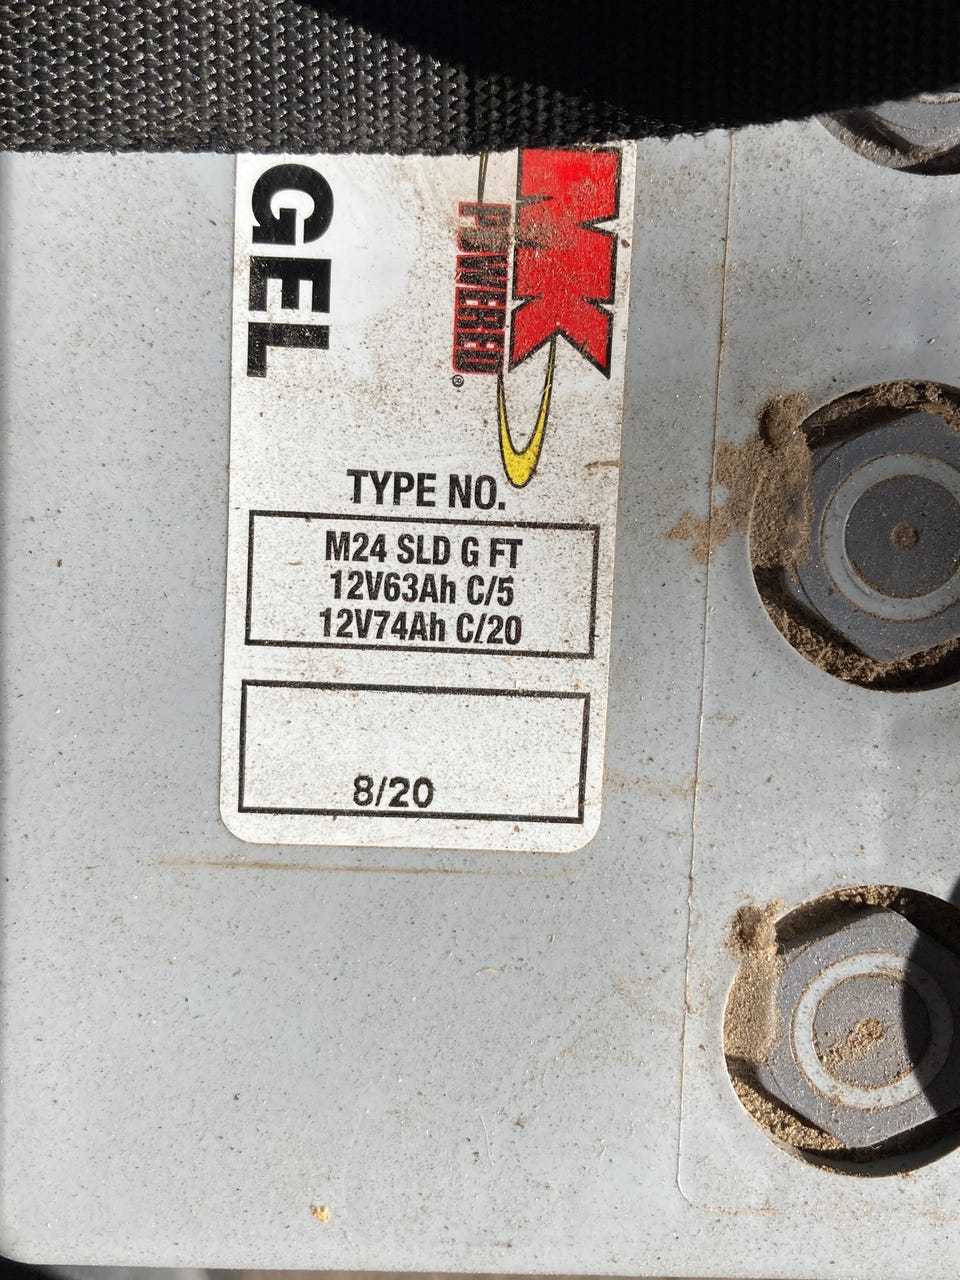 GEL
MK
POWERED®
TYPE NO.
M24 SLD G FT
12V63Ah C/5
12V74Ah C/20
8/20